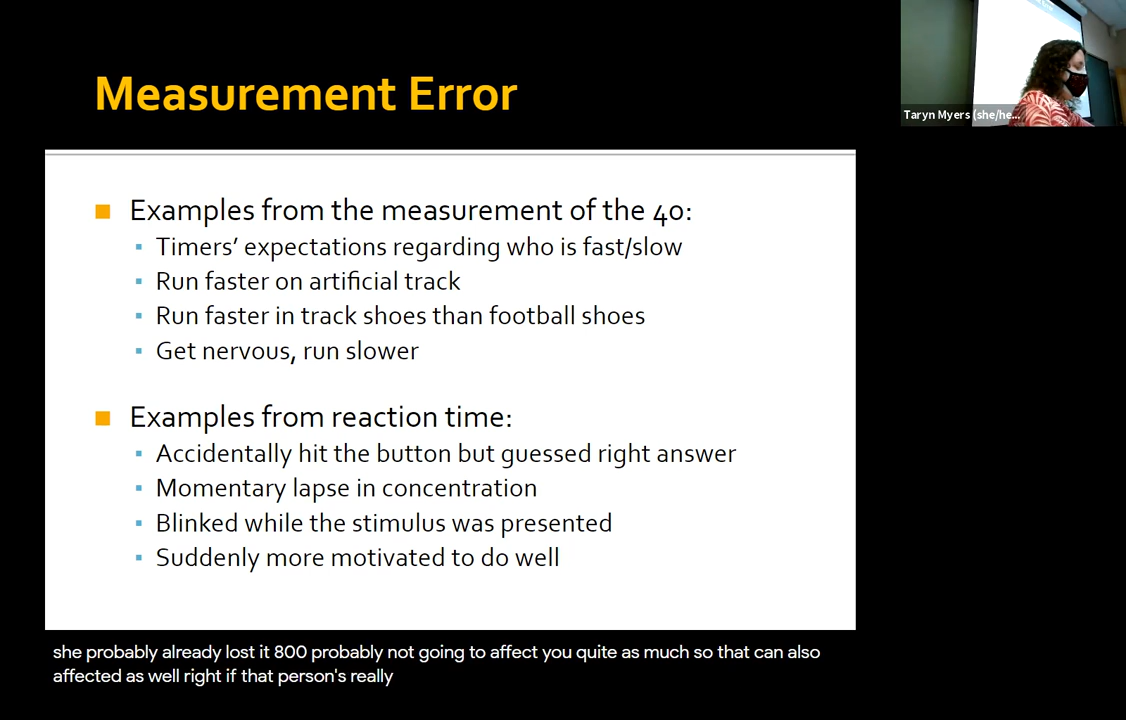 Measurement Error
Taryn Myers (she/he...
Examples from the measurement of the 40:
Timers’ expectations regarding who is fast/slow
Run faster on artificial track
Run faster in track shoes than football shoes
Get nervous, run slower
Examples from reaction time:
Accidentally hit the button but guessed right answer
Momentary lapse in concentration
Blinked while the stimulus was presented
Suddenly more motivated to do well
she probably already lost it 800 probably not going to affect you quite as much so that can also
affected as well right if that person's really